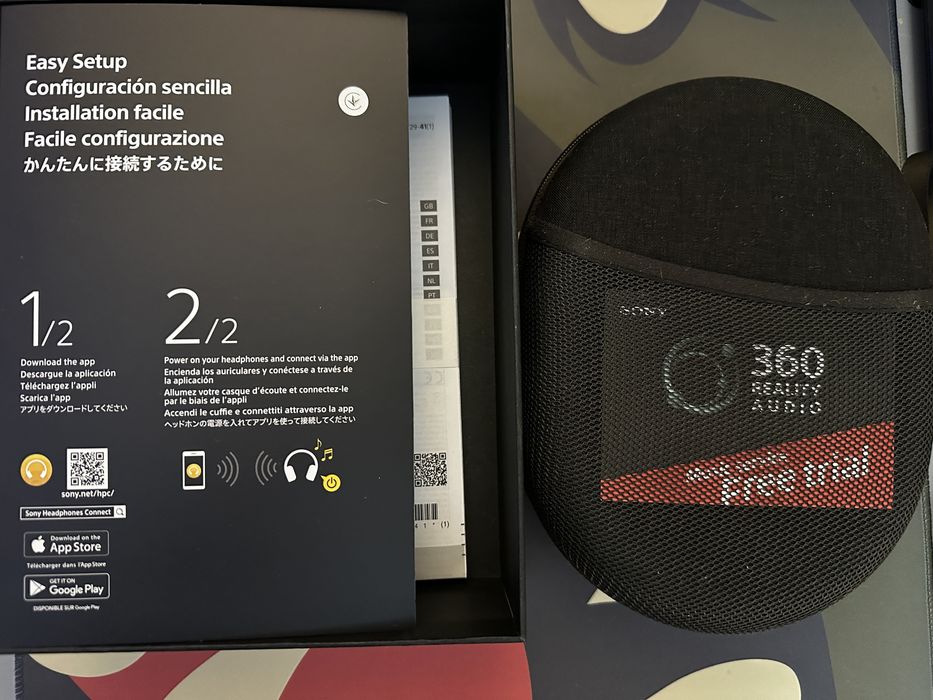 Easy Setup
Configuración sencilla
Installation facile
Facile configurazione
かんたんに接続するために
1/2
Download the app
Descargue la aplicación
Téléchargez l'appli
Scarica l'app
アプリをダウンロードしてください
sony.net/hpc/
Sony Headphones Connect
Download on the
App Store
Télécharger dans l'App Store
GET IT ON
Google Play
DISPONIBLE SUR Google Play
2/2
Power on your headphones and connect via the app
Encienda los auriculares y conéctese a través de
la aplicación
Allumez votre casque d'écoute et connectez-le
par le biais de l'appli
Accendi le cuffie e connettiti attraverso la app
ヘッドホンの電源を入れてアプリを使って接続してください
29-41(1)
GB
FR
DE
ES
IT
NL
PT
SONY
360
REALITY
AUDIO
Free trial